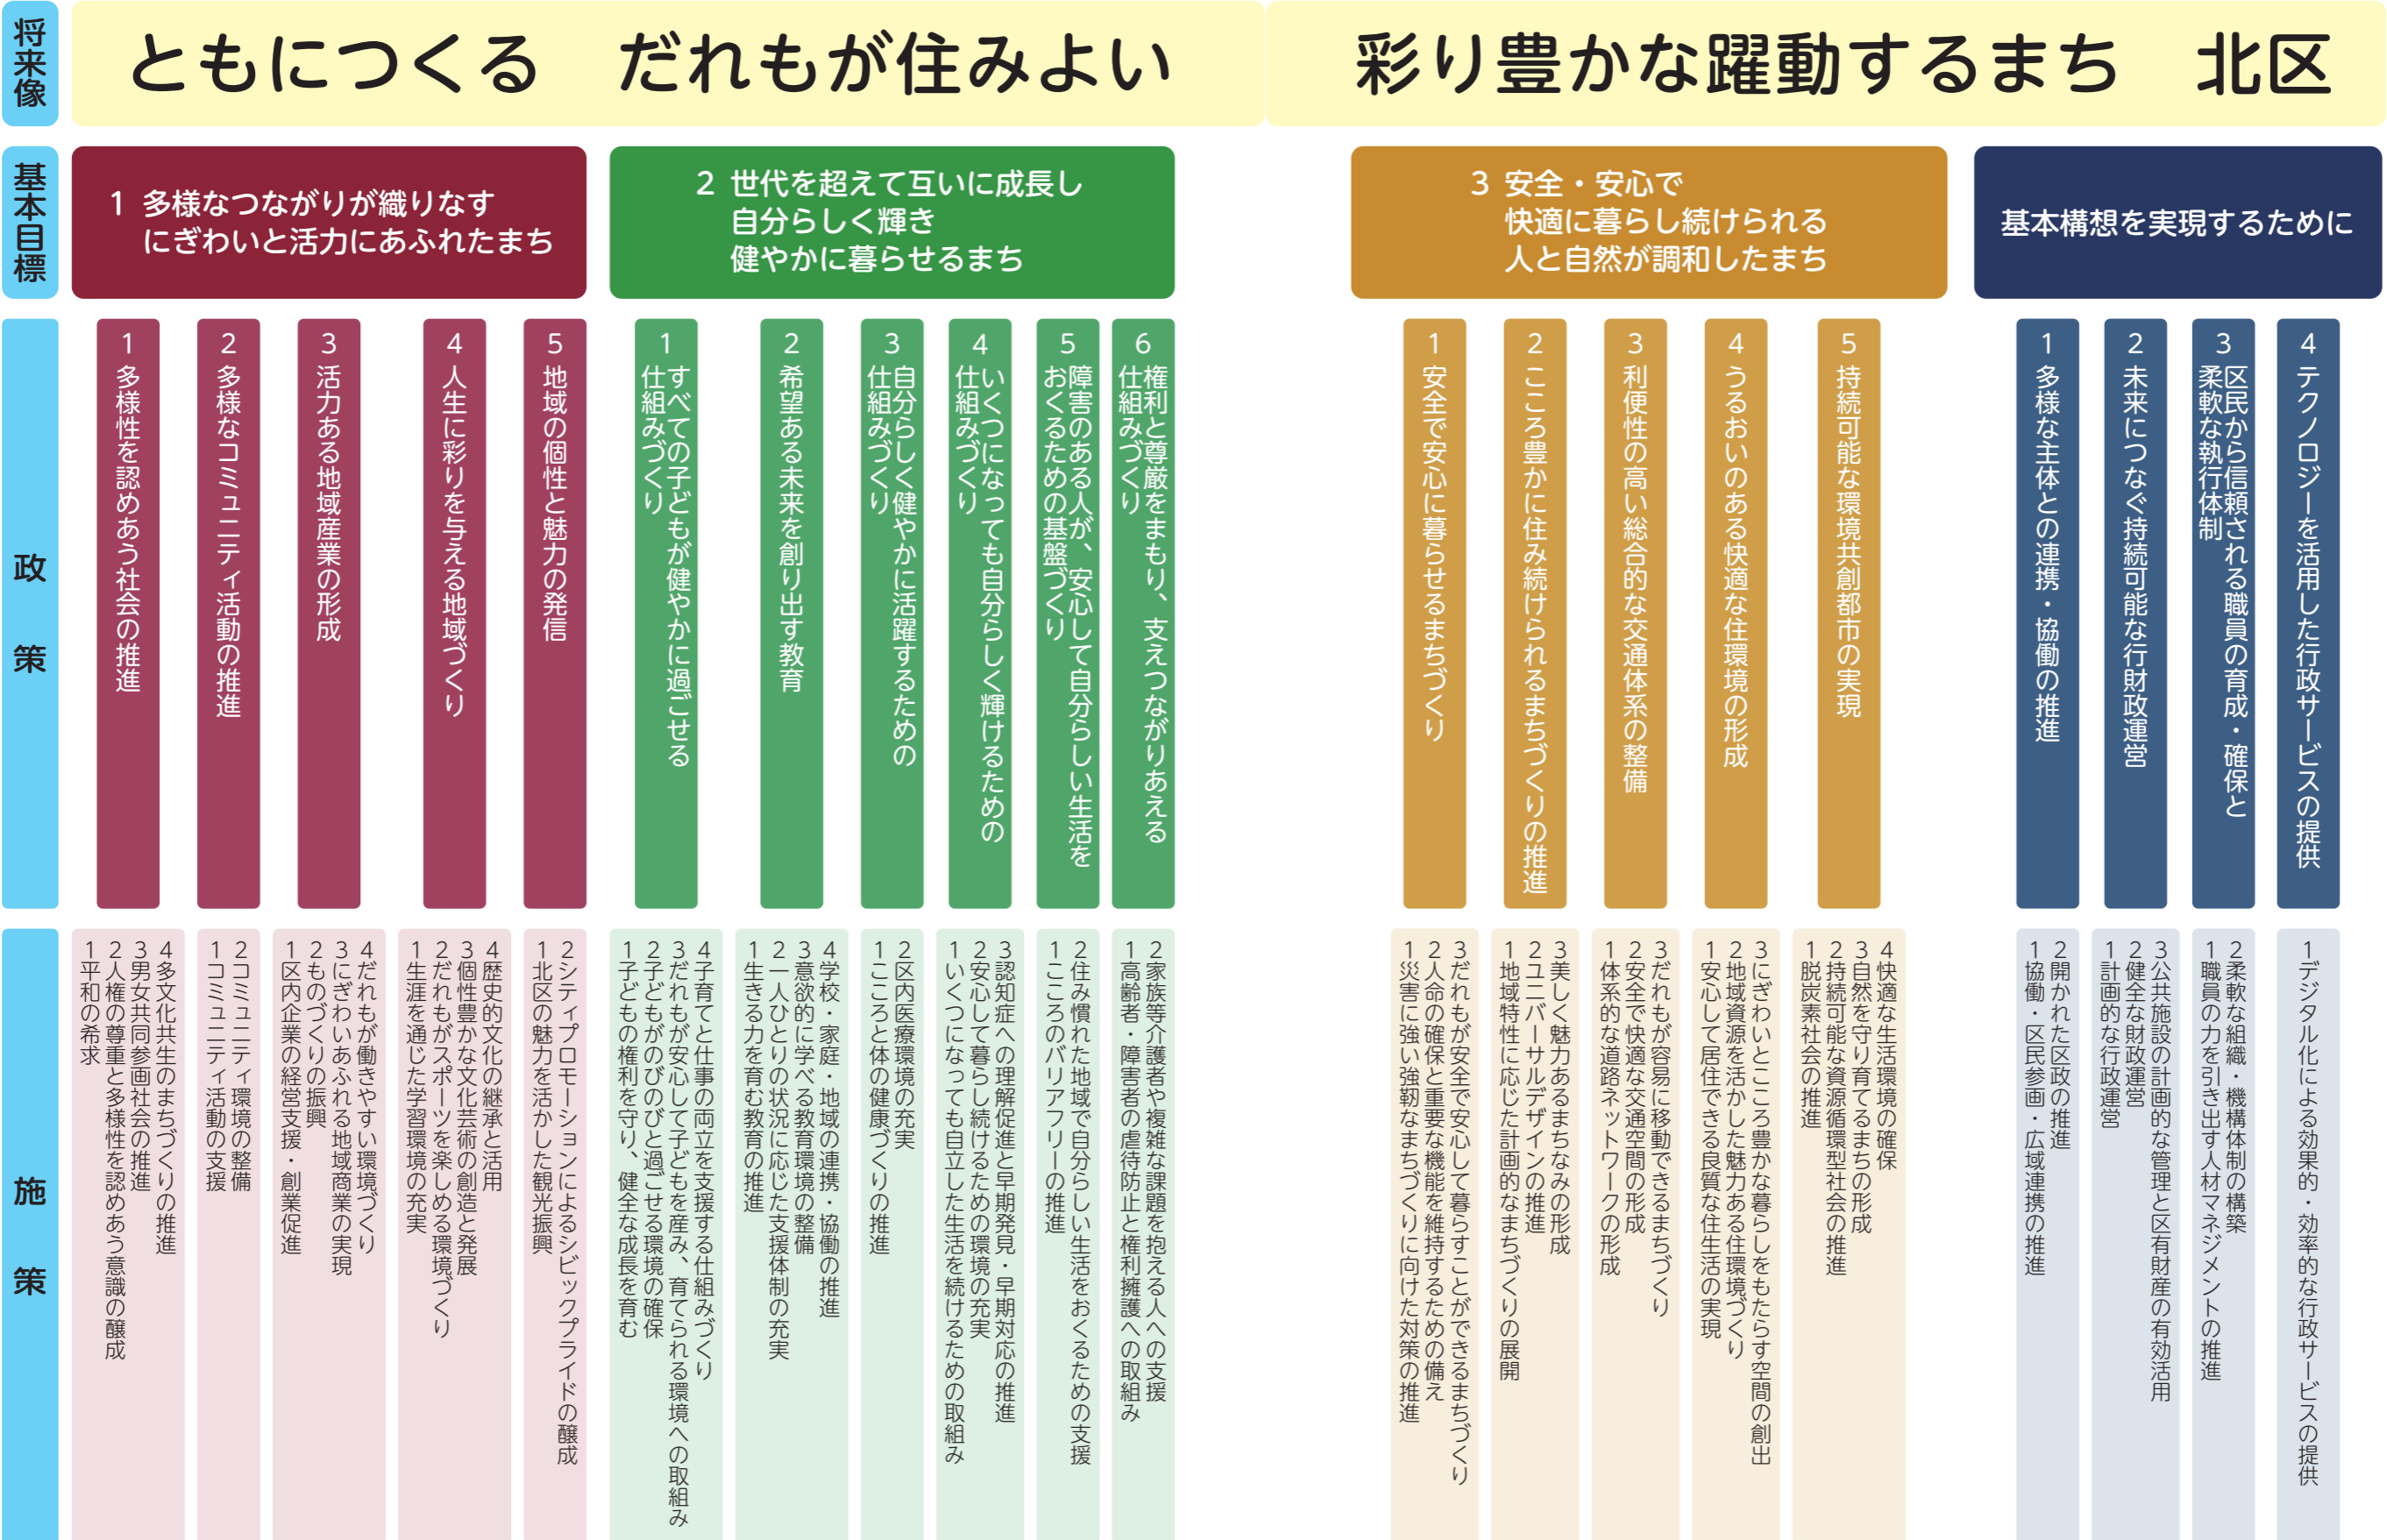 将来像
ともにつくる　だれもが住みよい　彩り豊かな躍動するまち　北区
基本目標
1 多様なつながりが織りなす
にぎわいと活力にあふれたまち
2 世代を超えて互いに成長し
自分らしく輝き
健やかに暮らせるまち
3 安全・安心で
快適に暮らし続けられる
人と自然が調和したまち
基本構想を実現するために
政策
1 多様性を認めあう社会の推進
2 多様なコミュニティ活動の推進
3 活力ある地域産業の形成
4 人生に彩りを与える地域づくり
5 地域の個性と魅力の発信
1 すべての子どもが健やかに過ごせる
仕組みづくり
2 希望ある未来を創り出す教育
3 自分らしく健やかに活躍するための
仕組みづくり
4 いくつになっても自分らしく輝けるための
仕組みづくり
5 障害のある人が、安心して自分らしい生活を
おくるための基盤づくり
6 権利と尊厳をまもり、支えつながりあえる
仕組みづくり
1 安全で安心に暮らせるまちづくり
2 こころ豊かに住み続けられるまちづくりの推進
3 利便性の高い総合的な交通体系の整備
4 うるおいのある快適な住環境の形成
5 持続可能な環境共創都市の実現
1 多様な主体との連携・協働の推進
2 未来につなぐ持続可能な行財政運営
3 区民から信頼される職員の育成・確保と
柔軟な執行体制
4 テクノロジーを活用した行政サービスの提供
施策
1 平和の希求
2 人権の尊重と多様性を認めあう意識の醸成
3 男女共同参画社会の推進
4 多文化共生のまちづくりの推進
1 コミュニティ活動の支援
2 コミュニティ環境の整備
1 区内企業の経営支援・創業促進
2 ものづくりの振興
3 にぎわいあふれる地域商業の実現
4 だれもが働きやすい環境づくり
1 生涯を通じた学習環境の充実
2 だれもがスポーツを楽しめる環境づくり
3 個性豊かな文化芸術の創造と発展
4 歴史的文化の継承と活用
1 北区の魅力を活かした観光振興
2 シティプロモーションによるシビックプライドの醸成
1 子どもの権利を守り、健全な成長を育む
2 子どもがのびのびと過ごせる環境の確保
3 だれもが安心して子どもを産み、育てられる環境への取組み
4 子育てと仕事の両立を支援する仕組みづくり
1 生きる力を育む教育の推進
2 一人ひとりの状況に応じた支援体制の充実
3 意欲的に学べる教育環境の整備
4 学校・家庭・地域の連携・協働の推進
1 こころと体の健康づくりの推進
2 区内医療環境の充実
1 いくつになっても自立した生活を続けるための取組み
2 安心して暮らし続けるための環境の充実
3 認知症への理解促進と早期発見・早期対応の推進
1 こころのバリアフリーの推進
2 住み慣れた地域で自分らしい生活をおくるための支援
1 高齢者・障害者の虐待防止と権利擁護への取組み
2 家族等介護者や複雑な課題を抱える人への支援
1 災害に強い強靭なまちづくりに向けた対策の推進
2 人命の確保と重要な機能を維持するための備え
3 だれもが安全で安心して暮らすことができるまちづくり
1 地域特性に応じた計画的なまちづくりの展開
2 ユニバーサルデザインの推進
3 美しく魅力あるまちなみの形成
1 体系的な道路ネットワークの形成
2 安全で快適な交通空間の形成
3 だれもが容易に移動できるまちづくり
1 安心して居住できる良質な住生活の実現
2 地域資源を活かした魅力ある住環境づくり
3 にぎわいとこころ豊かな暮らしをもたらす空間の創出
1 脱炭素社会の推進
2 持続可能な資源循環型社会の推進
3 自然を守り育てるまちの形成
4 快適な生活環境の確保
1 協働・区民参画・広域連携の推進
2 開かれた区政の推進
1 計画的な行政運営
2 健全な財政運営
3 公共施設の計画的な管理と区有財産の有効活用
1 職員の力を引き出す人材マネジメントの推進
2 柔軟な組織・機構体制の構築
1 デジタル化による効果的・効率的な行政サービスの提供